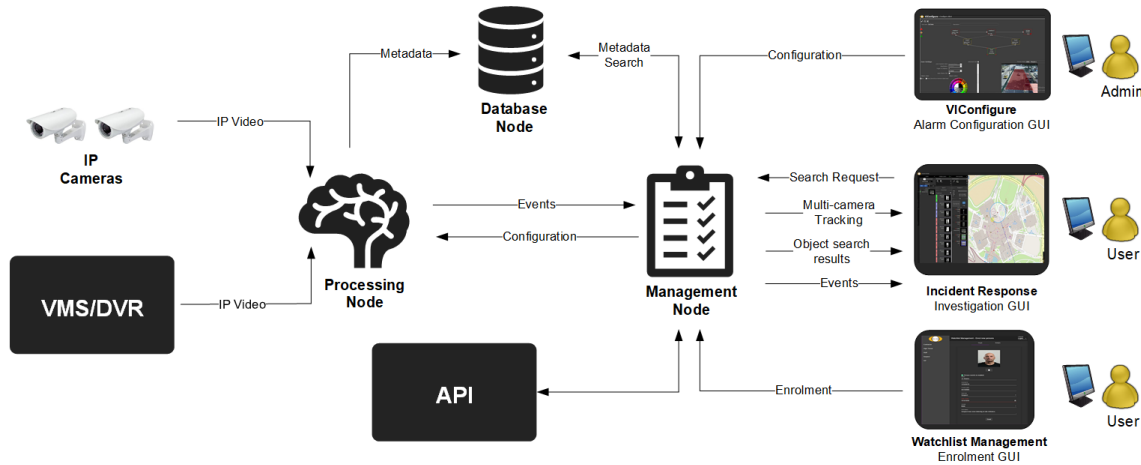 Metadata
Metadata
Search
Database
Node
Configuration
VIConfigure
Alarm Configuration GUI
Admin
IP Video
IP
Cameras
Search Request
Multi-camera
Tracking
Object search
results
Events
Incident Response
Investigation GUI
User
Events
Configuration
Processing
Node
Management
Node
VMS/DVR
IP Video
API
Enrolment
Watchlist Management
Enrolment GUI
User